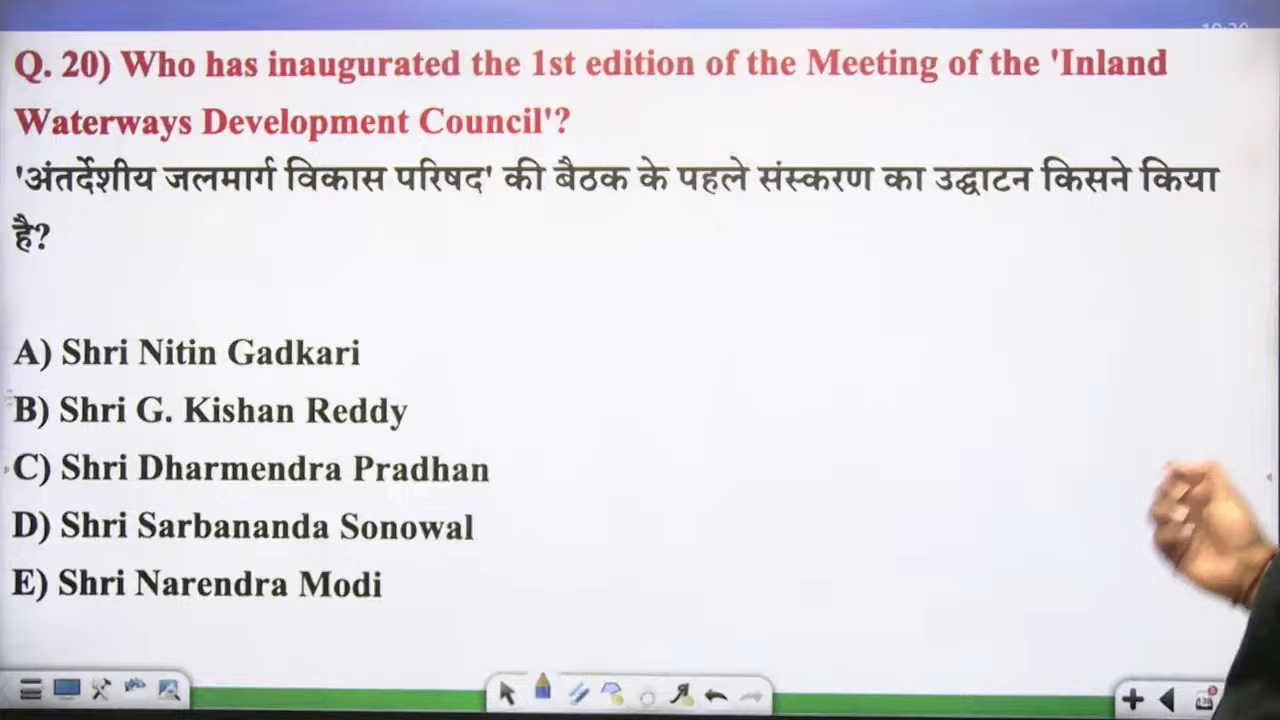 Q. 20) Who has inaugurated the 1st edition of the Meeting of the 'Inland
Waterways Development Council'?
'अंतर्देशीय जलमार्ग विकास परिषद' की बैठक के पहले संस्करण का उद्घाटन किसने किया
है?
A) Shri Nitin Gadkari
B) Shri G. Kishan Reddy
C) Shri Dharmendra Pradhan
D) Shri Sarbananda Sonowal
E) Shri Narendra Modi